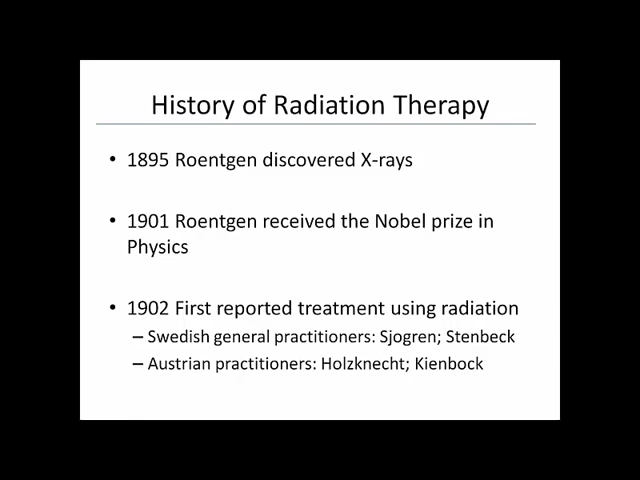 History of Radiation Therapy
• 1895 Roentgen discovered X-rays
• 1901 Roentgen received the Nobel prize in
Physics
• 1902 First reported treatment using radiation
– Swedish general practitioners: Sjogren; Stenbeck
– Austrian practitioners: Holzknecht; Kienbock